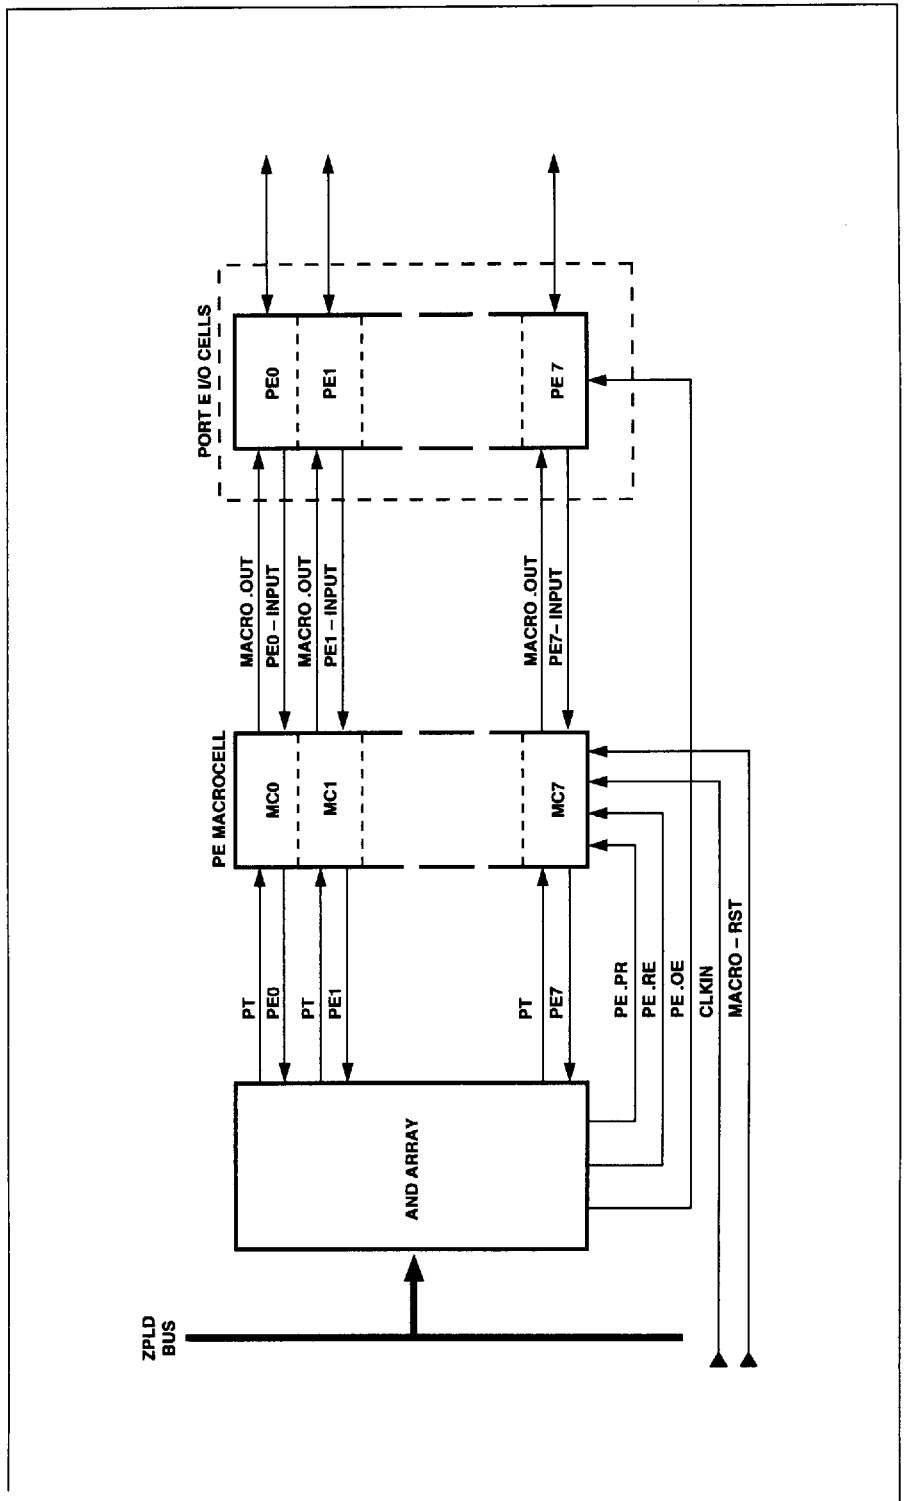 PORT E I/O CELLS
PE0
PE1
PE 7
MACRO .OUT
PE0 – INPUT
MACRO .OUT
PE1 – INPUT
MACRO .OUT
PE7– INPUT
PE MACROCELL
MC0
MC1
MC7
PT
PE0
PT
PE1
PT
PE7
PE .PR
PE .RE
PE .OE
CLKIN
MACRO – RST
AND ARRAY
ZPLD
BUS